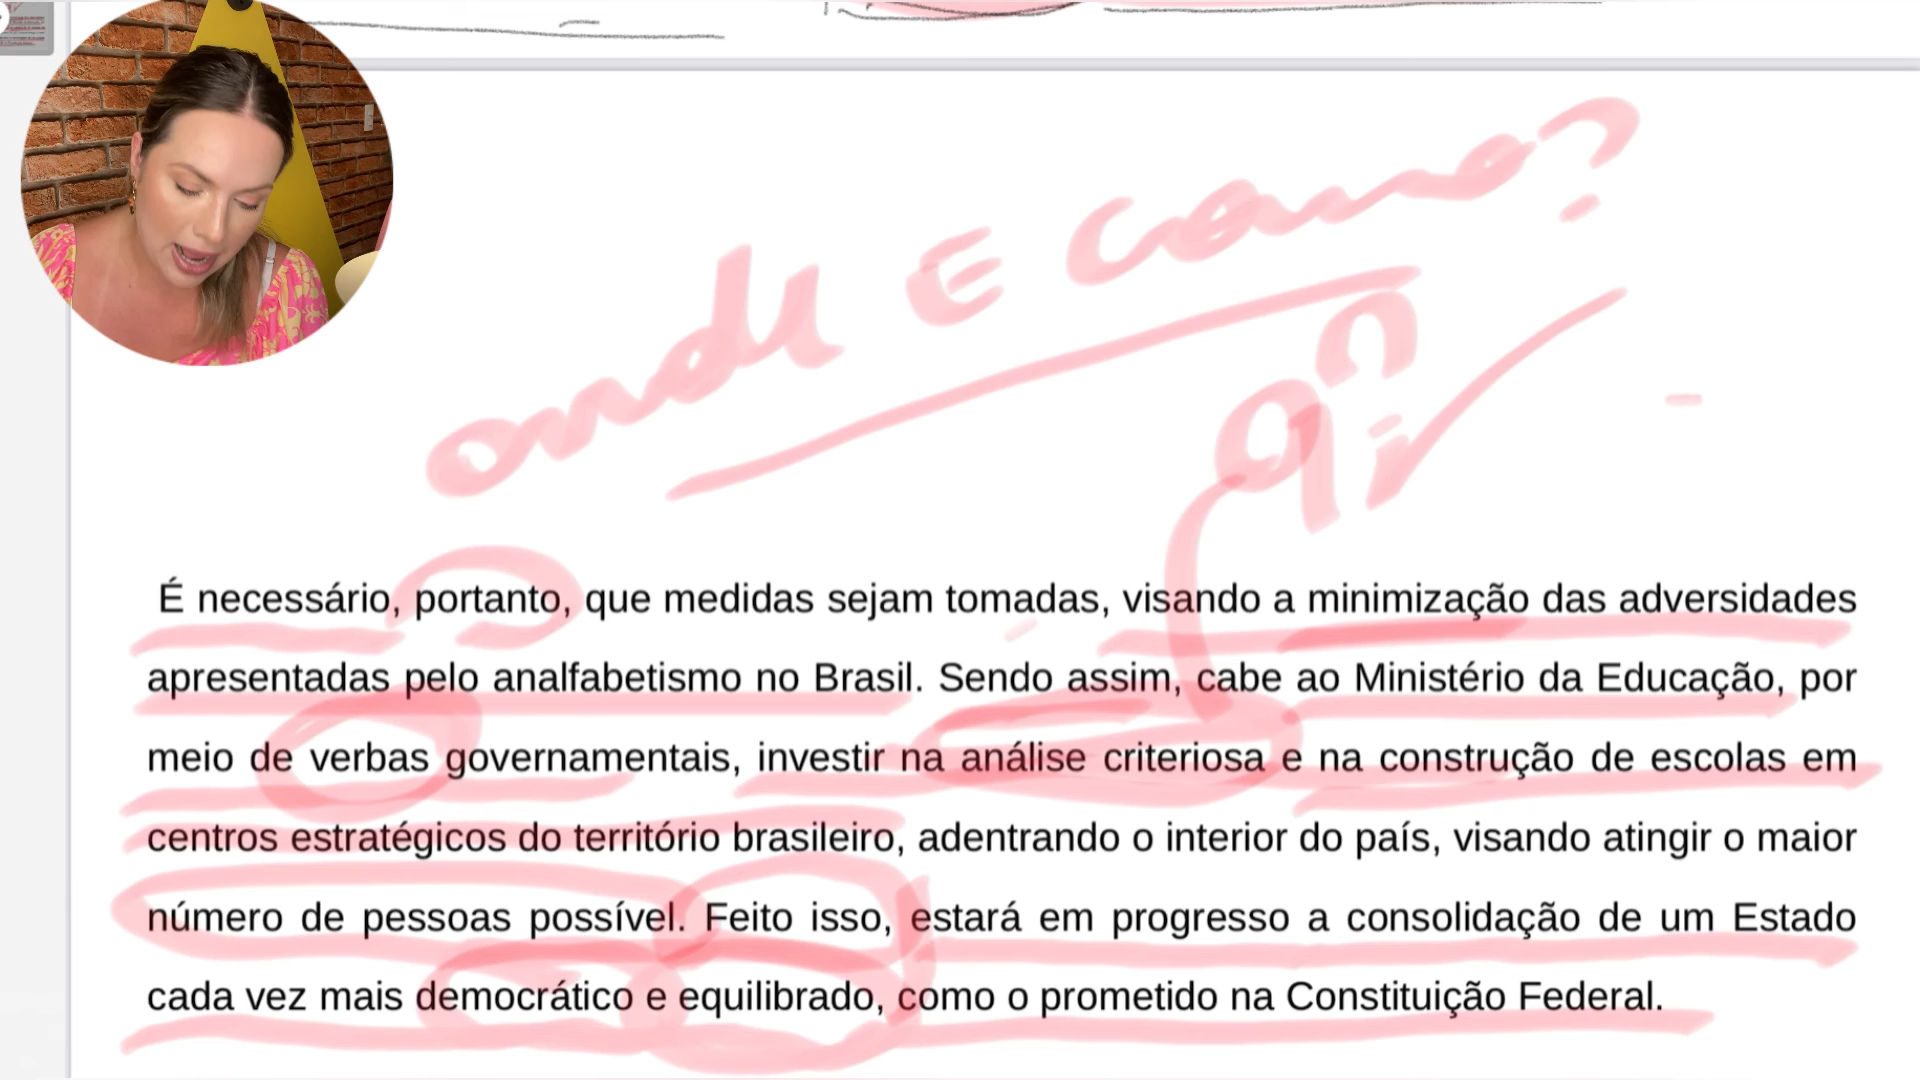 onde E como?
q?
É necessário, portanto, que medidas sejam tomadas, visando a minimização das adversidades
apresentadas pelo analfabetismo no Brasil. Sendo assim, cabe ao Ministério da Educação, por
meio de verbas governamentais, investir na análise criteriosa e na construção de escolas em
centros estratégicos do território brasileiro, adentrando o interior do país, visando atingir o maior
número de pessoas possível. Feito isso, estará em progresso a consolidação de um Estado
cada vez mais democrático e equilibrado, como o prometido na Constituição Federal.